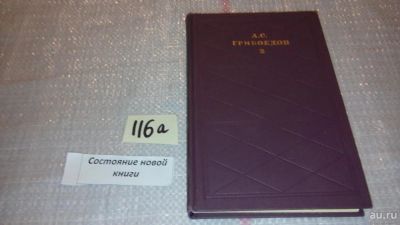 А.С.
ГРИБОЕДОВ
2
116а
Состояние новой
книги
au.ru